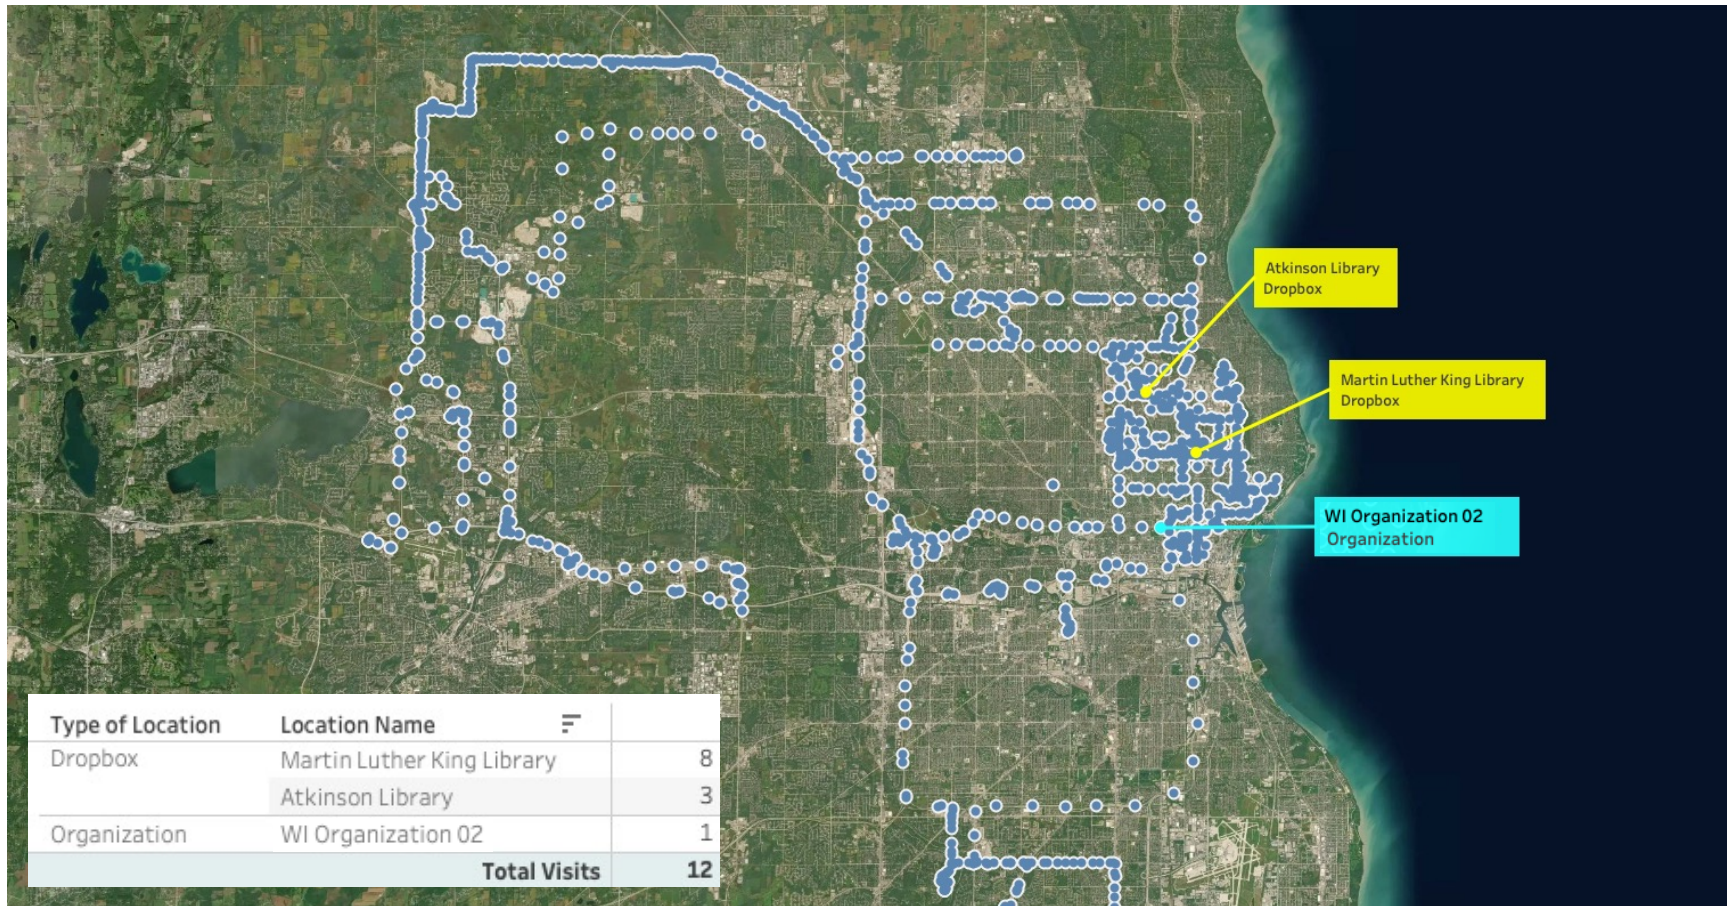 Atkinson Library
Dropbox
Martin Luther King Library
Dropbox
WI Organization 02
Organization
Type of Location Location Name
Dropbox Martin Luther King Library 8
Atkinson Library 3
Organization WI Organization 02 1
Total Visits 12